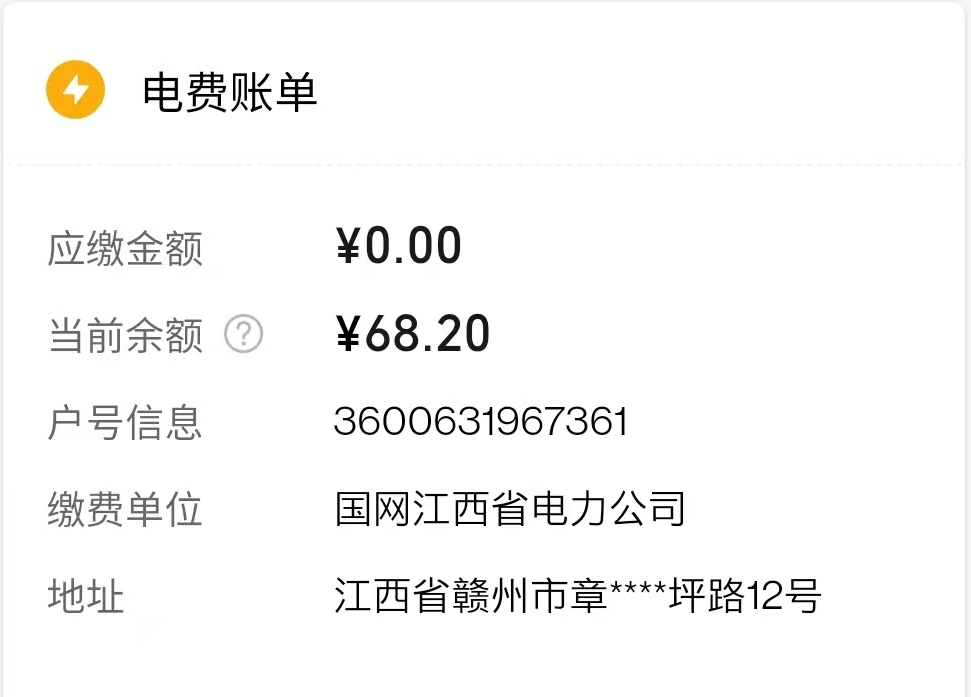 电费账单
应缴金额 ¥0.00
当前余额 ? ¥68.20
户号信息 3600631967361
缴费单位 国网江西省电力公司
地址 江西省赣州市章****坪路12号